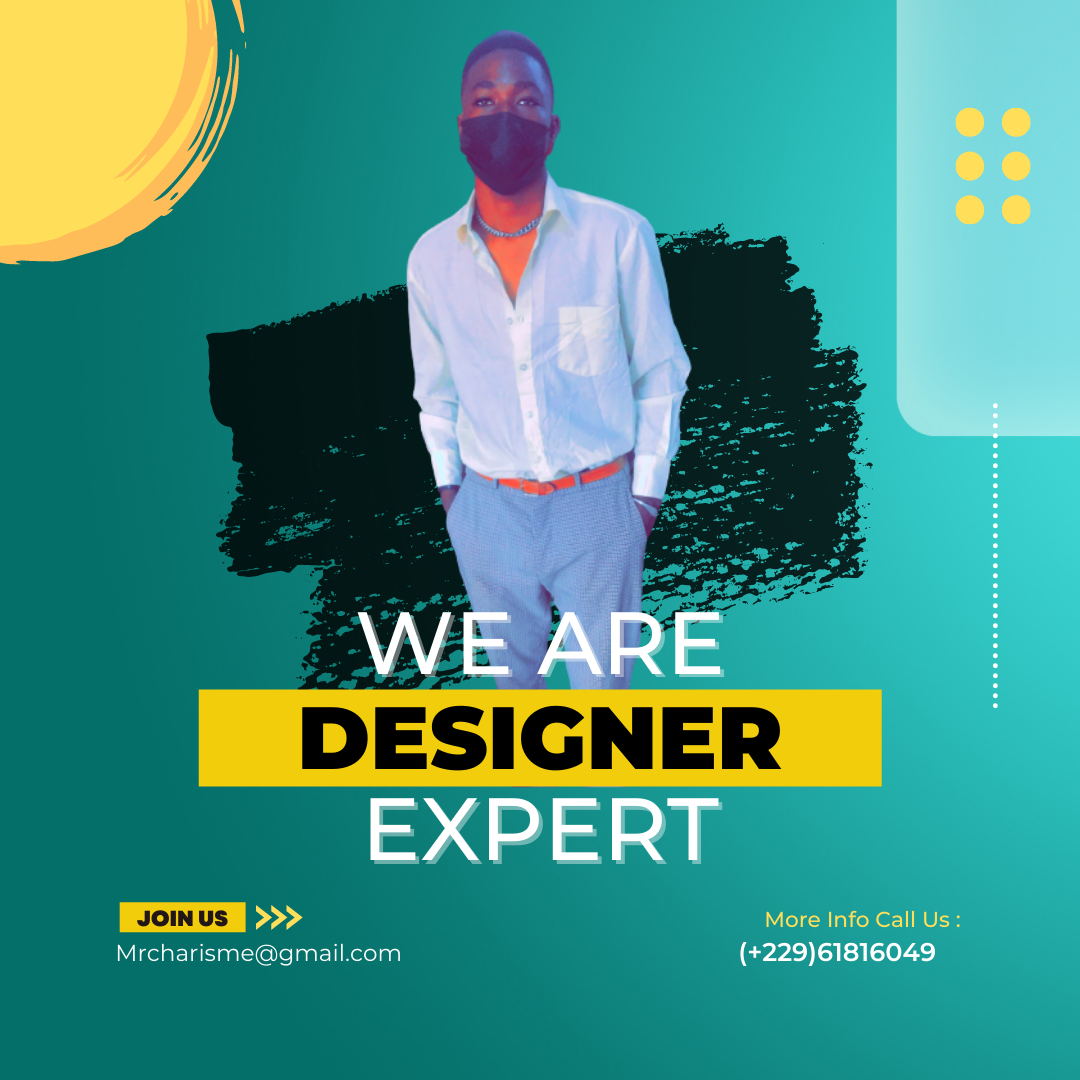 WE ARE
DESIGNER
EXPERT
JOIN US
Mrcharisme@gmail.com
More Info Call Us :
(+229)61816049